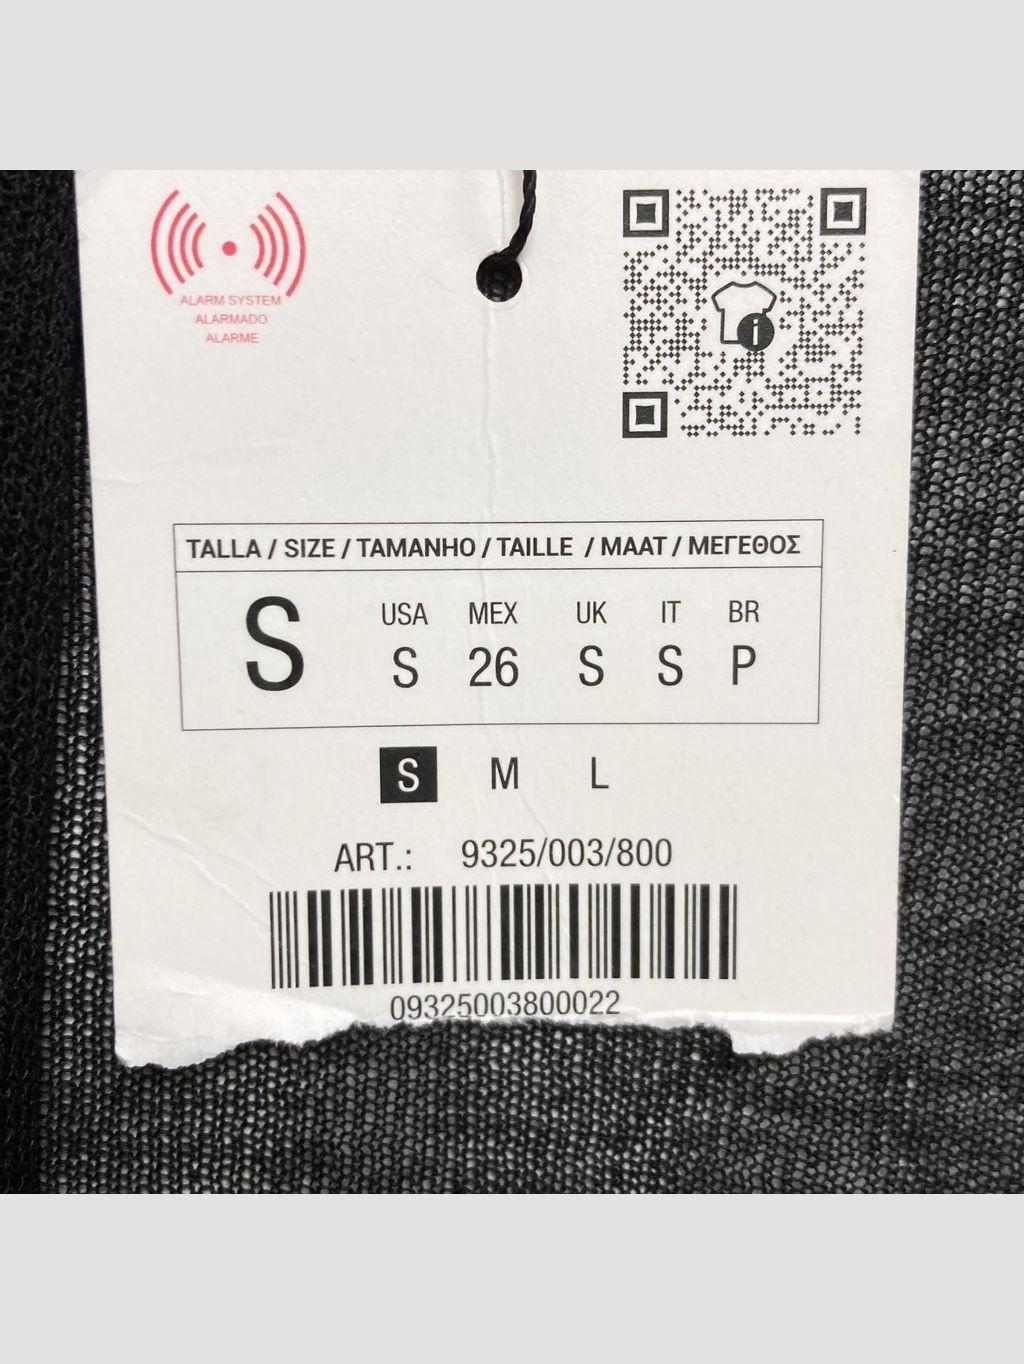 ALARM SYSTEM
ALARMADO
ALARME
TALLA / SIZE / TAMANHO / TAILLE / MAAT / ΜΕΓΕΘΟΣ
S
USA MEX UK IT BR
S 26 S S P
S M L
ART.: 9325/003/800
09325003800022